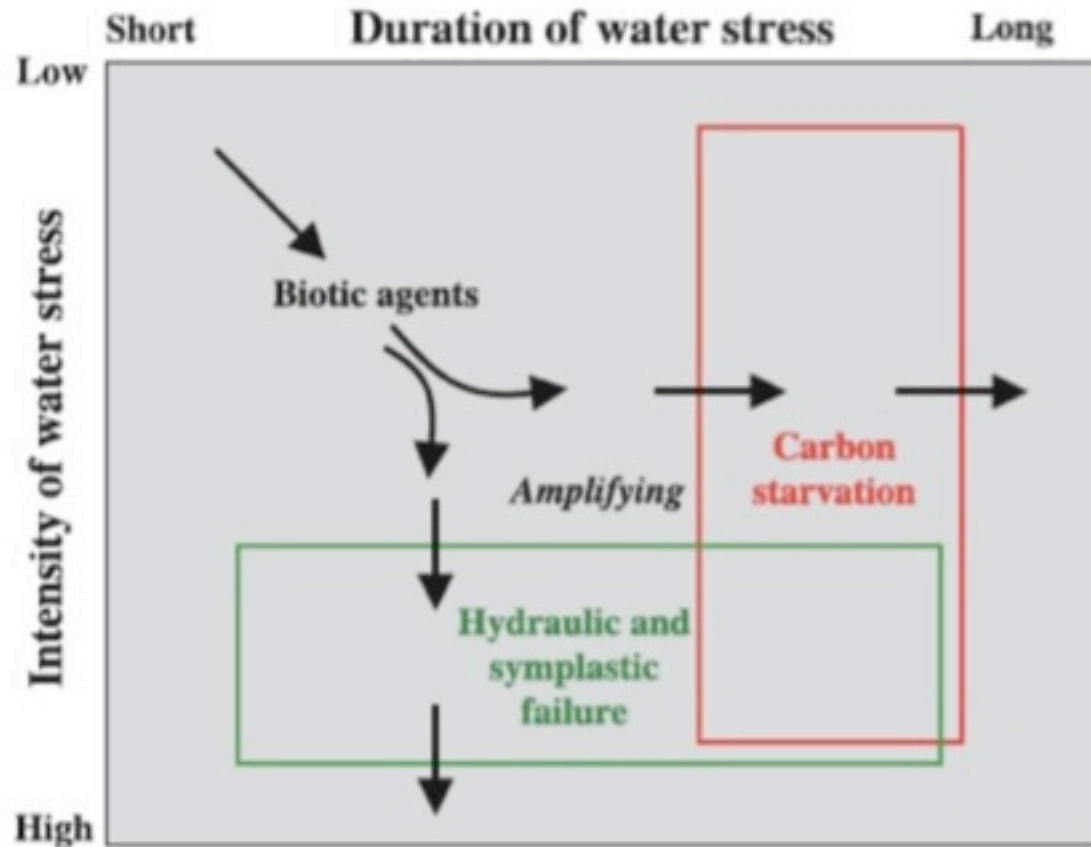 Short Duration of water stress Long
Low
Intensity of water stress
Biotic agents
Carbon
starvation
Amplifying
Hydraulic and
symplastic
failure
High